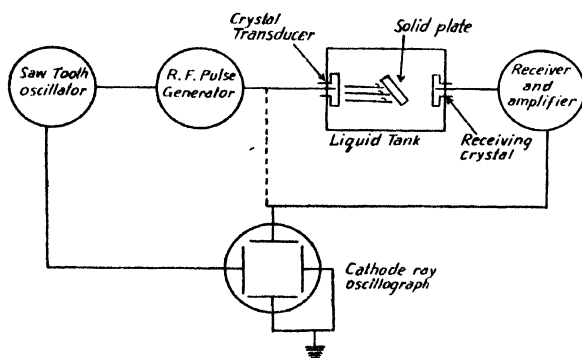 Crystal
Transducer
Solid plate
Saw Tooth
oscillator
R. F. Pulse
Generator
Receiver
and
amplifier
Liquid Tank
Receiving
crystal
Cathode ray
oscillograph